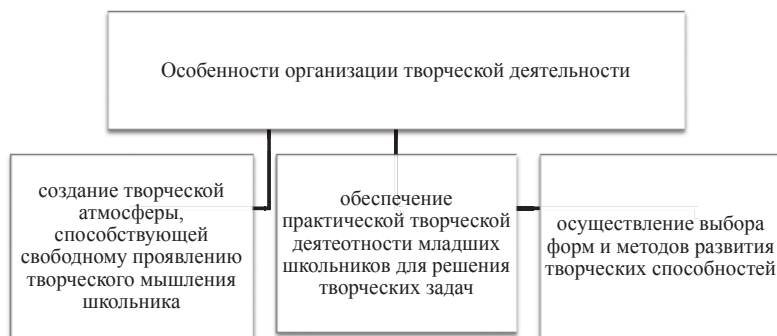 Особенности организации творческой деятельности
создание творческой
атмосферы,
способствующей
свободному проявлению
творческого мышления
школьника
обеспечение
практической творческой
деятеотности младших
школьников для решения
творческих задач
осуществление выбора
форм и методов развития
творческих способностей